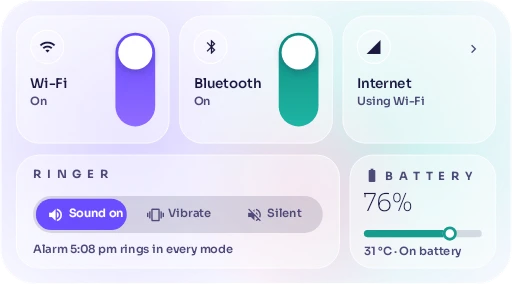 Wi-Fi
On
Bluetooth
On
Internet
Using Wi-Fi
RINGER
Sound on
Vibrate
Silent
Alarm 5:08 pm rings in every mode
BATTERY
76%
31 °C · On battery